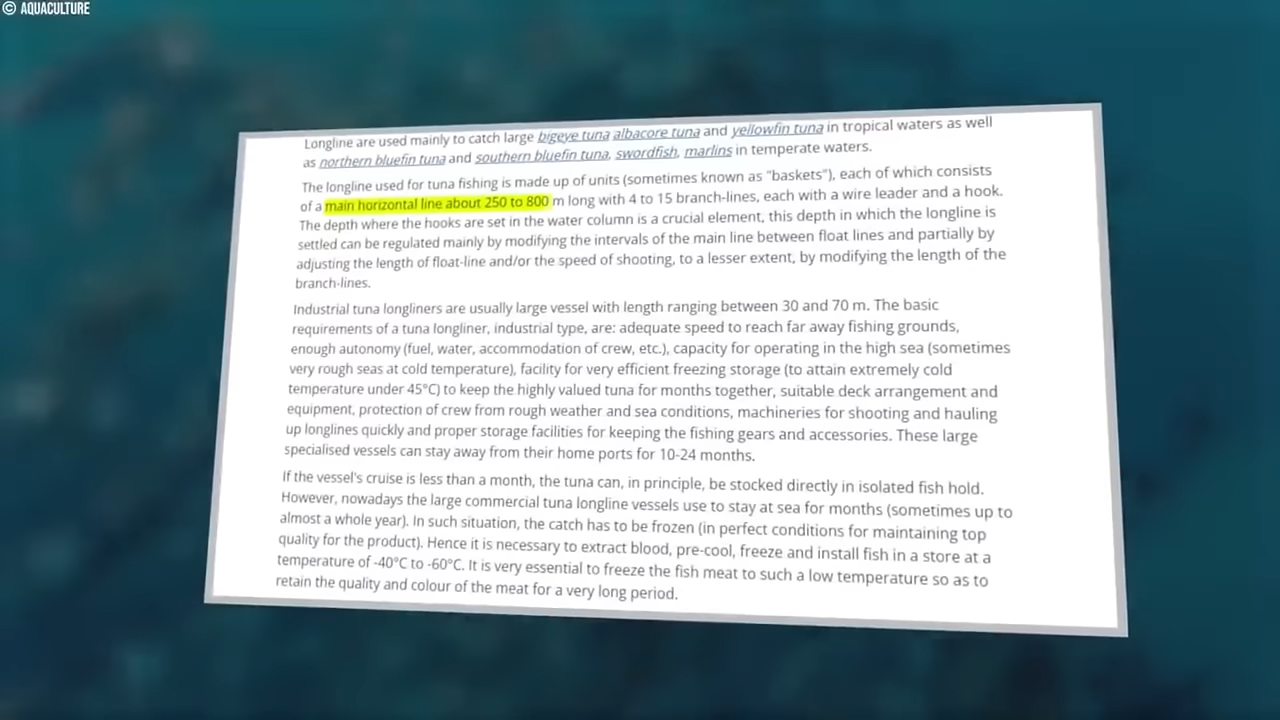 © AQUACULTURE
Longline are used mainly to catch large bigeye tuna albacore tuna and yellowfin tuna in tropical waters as well
as northern bluefin tuna and southern bluefin tuna, swordfish, marlins in temperate waters.
The longline used for tuna fishing is made up of units (sometimes known as "baskets"), each of which consists
of a main horizontal line about 250 to 800 m long with 4 to 15 branch-lines, each with a wire leader and a hook.
The depth where the hooks are set in the water column is a crucial element, this depth in which the longline is
settled can be regulated mainly by modifying the intervals of the main line between float lines and partially by
adjusting the length of float-line and/or the speed of shooting, to a lesser extent, by modifying the length of the
branch-lines.
Industrial tuna longliners are usually large vessel with length ranging between 30 and 70 m. The basic
requirements of a tuna longliner, industrial type, are: adequate speed to reach far away fishing grounds,
enough autonomy (fuel, water, accommodation of crew, etc.), capacity for operating in the high sea (sometimes
very rough seas at cold temperature), facility for very efficient freezing storage (to attain extremely cold
temperature under 45°C) to keep the highly valued tuna for months together, suitable deck arrangement and
equipment, protection of crew from rough weather and sea conditions, machineries for shooting and hauling
up longlines quickly and proper storage facilities for keeping the fishing gears and accessories. These large
specialised vessels can stay away from their home ports for 10-24 months.
If the vessel's cruise is less than a month, the tuna can, in principle, be stocked directly in isolated fish hold.
However, nowadays the large commercial tuna longline vessels use to stay at sea for months (sometimes up to
almost a whole year). In such situation, the catch has to be frozen (in perfect conditions for maintaining top
quality for the product). Hence it is necessary to extract blood, pre-cool, freeze and install fish in a store at a
temperature of -40°C to -60°C. It is very essential to freeze the fish meat to such a low temperature so as to
retain the quality and colour of the meat for a very long period.